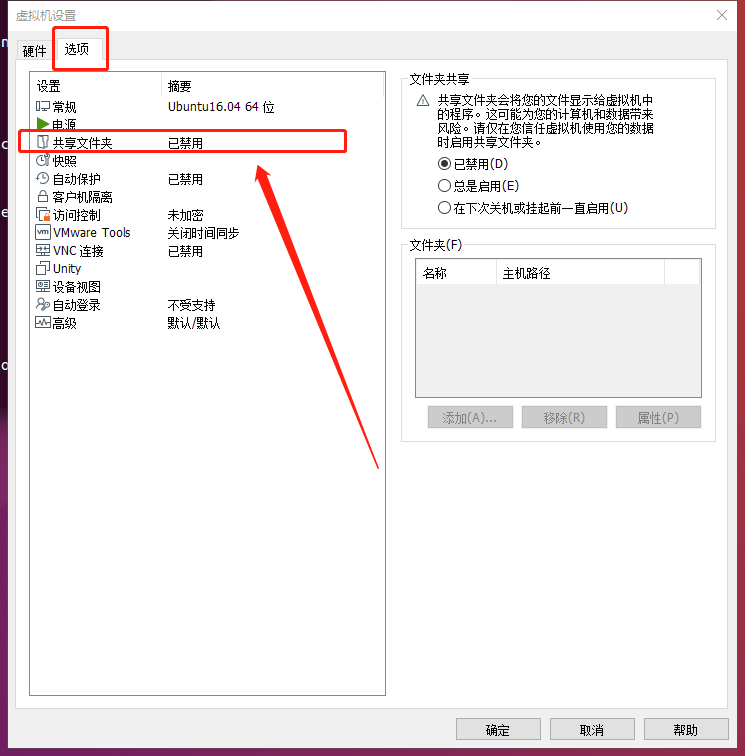 虚拟机设置
硬件 选项
设置 摘要
常规 Ubuntu16.04 64 位
电源
共享文件夹 已禁用
快照
自动保护 已禁用
客户机隔离
访问控制 未加密
VMware Tools 关闭时间同步
VNC 连接 已禁用
Unity
设备视图
自动登录 不受支持
高级 默认/默认
文件夹共享
共享文件夹会将您的文件显示给虚拟机中
的程序。这可能为您的计算机和数据带来
风险。请仅在您信任虚拟机使用您的数据
时启用共享文件夹。
已禁用(D)
总是启用(E)
在下次关机或挂起前一直启用(U)
文件夹(F)
名称 主机路径
添加(A)... 移除(R) 属性(P)
确定 取消 帮助